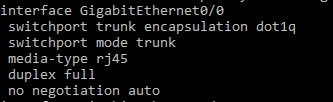 interface GigabitEthernet0/0
switchport trunk encapsulation dot1q
switchport mode trunk
media-type rj45
duplex full
no negotiation auto